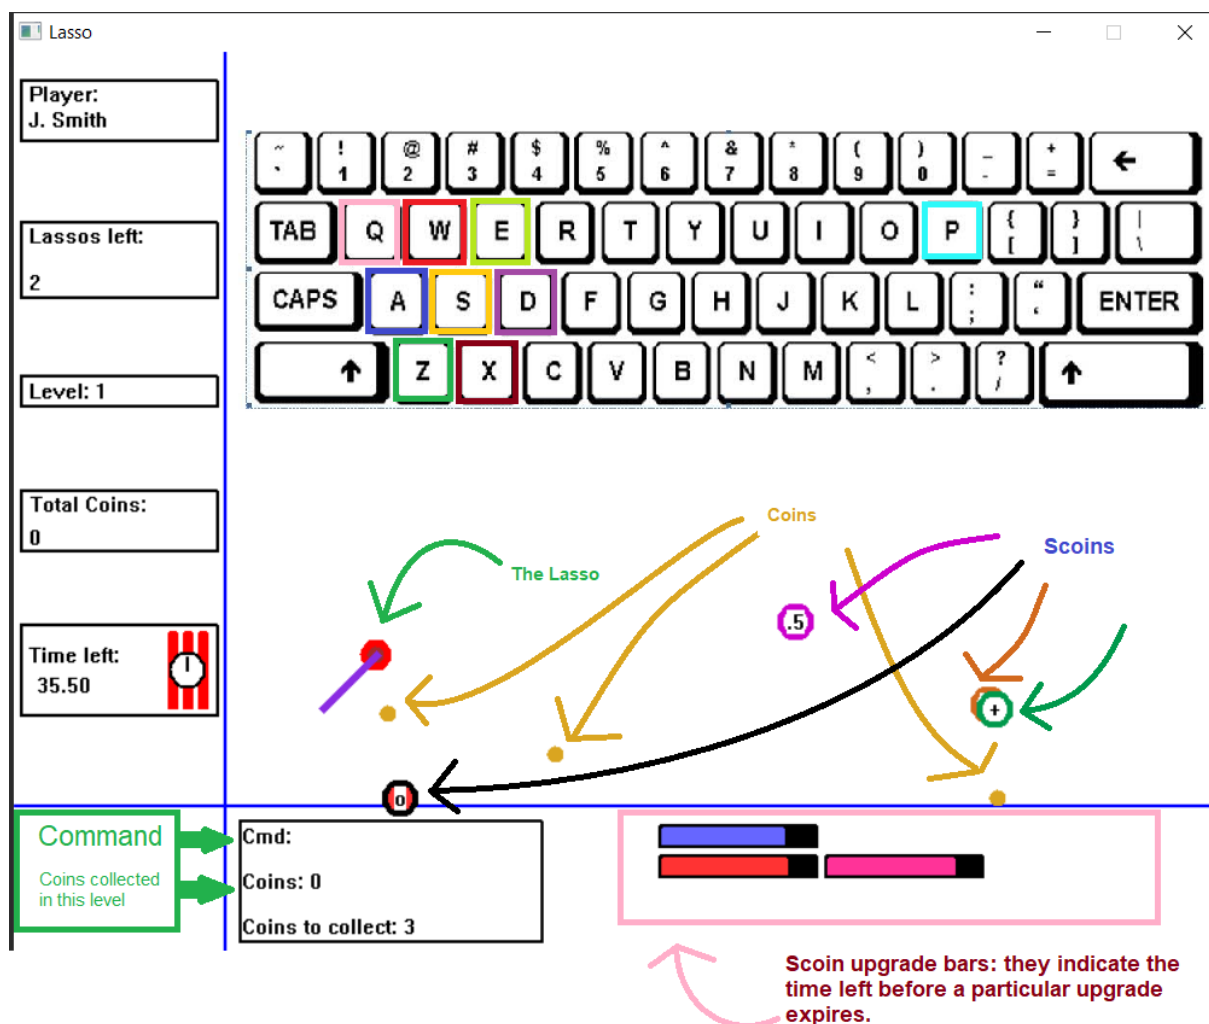 Lasso
Player:
J. Smith
Lassos left:
2
Level: 1
Total Coins:
0
Time left:
35.50
~ ! @ # $ % ^ & * ( ) _ +
` 1 2 3 4 5 6 7 8 9 0 - = ←
TAB Q W E R T Y U I O P { [ } ] | \
CAPS A S D F G H J K L : ; “ ‘ ENTER
↑ Z X C V B N M < , > . ? / ↑
Coins
Scoins
The Lasso
.5
+
o
Command
Coins collected
in this level
Cmd:
Coins: 0
Coins to collect: 3
Scoin upgrade bars: they indicate the
time left before a particular upgrade
expires.